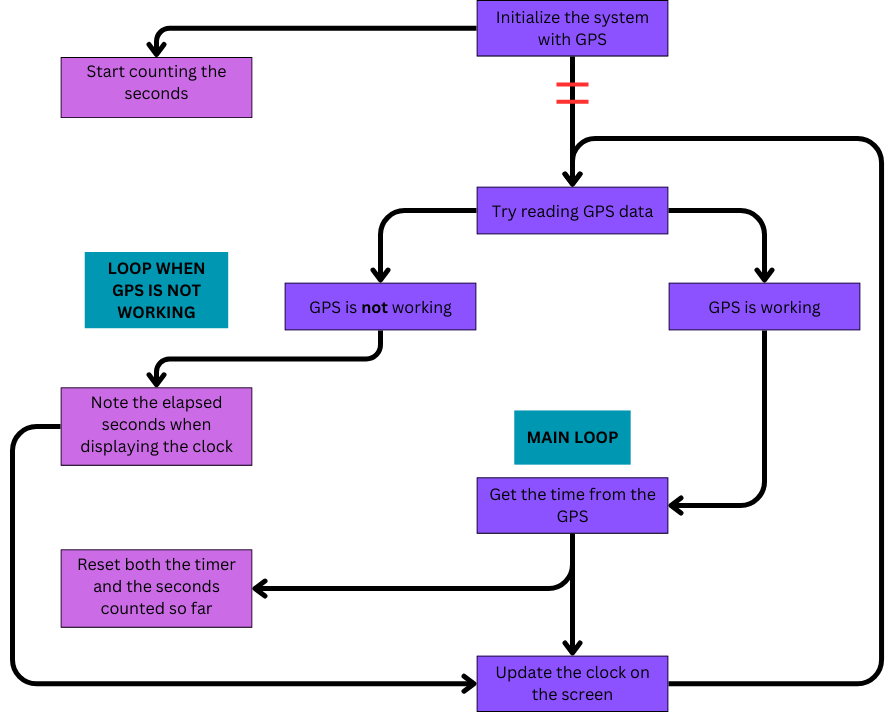 Initialize the system
with GPS
Start counting the
seconds
Try reading GPS data
LOOP WHEN
GPS IS NOT
WORKING
GPS is not working
GPS is working
Note the elapsed
seconds when
displaying the clock
MAIN LOOP
Get the time from the
GPS
Reset both the timer
and the seconds
counted so far
Update the clock on
the screen